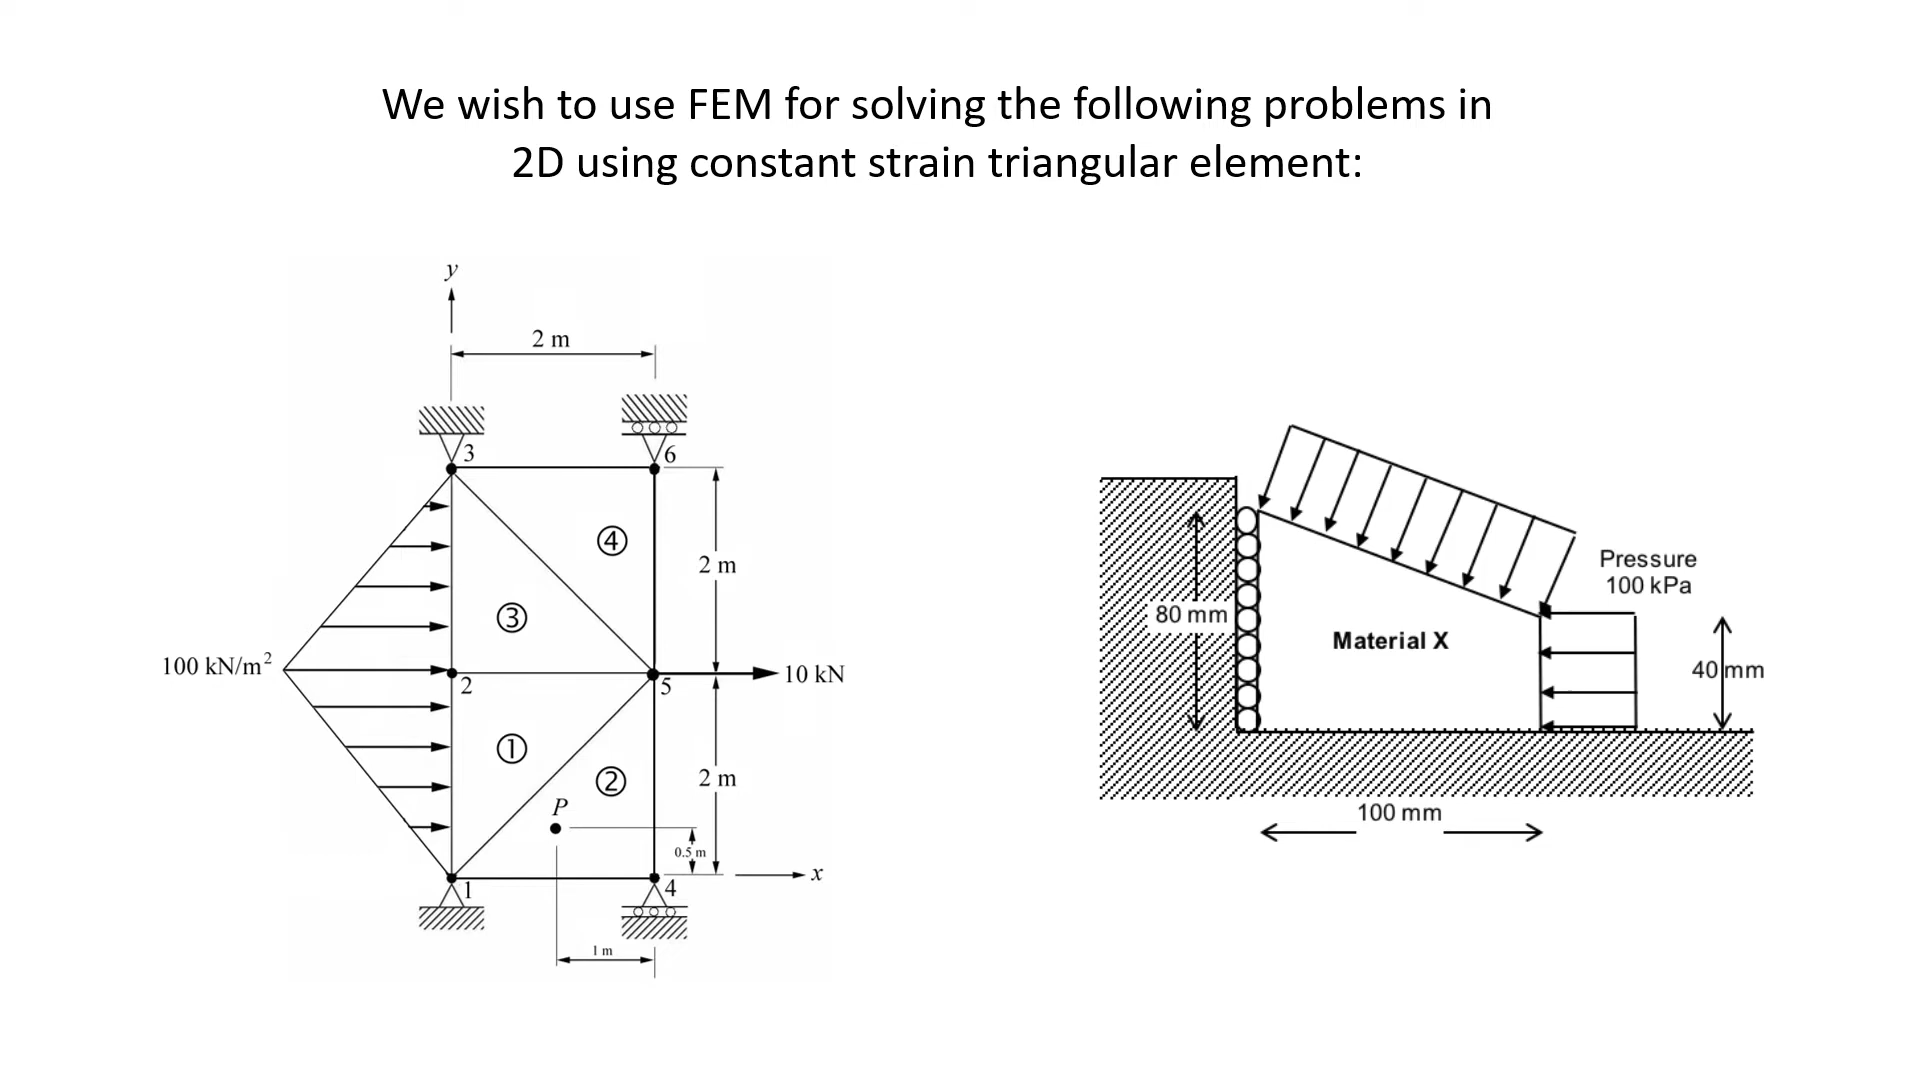 We wish to use FEM for solving the following problems in
2D using constant strain triangular element:
y
2 m
3
6
④
2 m
③
100 kN/m²
2
5
10 kN
①
②
2 m
P
0.5 m
1
4
x
1 m
Pressure
100 kPa
80 mm
Material X
40 mm
100 mm